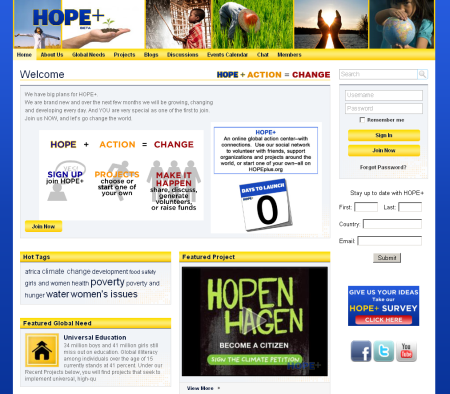 HOPE+
BETA
Home About Us Global Needs Projects Blogs Discussions Events Calendar Chat Members
Welcome
HOPE + ACTION = CHANGE
Search
We have big plans for HOPE+.
We are brand new and over the next few months will be growing, changing
and developing every day. And YOU are very special as one of the first to join.
Join us NOW, and let's go change the world.
HOPE + ACTION = CHANGE
SIGN UP
join HOPE+
PROJECTS
choose or
start one of
your own
MAKE IT
HAPPEN
share, discuss,
generate
volunteers,
or raise funds
HOPE+
An online global action center–with
connections. Use our social network
to volunteer with friends, support
organizations and projects around
the world, or start of your own–all on
HOPEplus.org
DAYS TO LAUNCH
0
Join Now
Username
Password
Remember me
Sign In
Join Now
Forgot Password?
Stay up to date with HOPE+
First: Last:
Country:
Email:
Submit
Hot Tags
africa climate change development food safety
girls and women health poverty poverty and
hunger water women's issues
Featured Project
HOPEN
HAGEN
BECOME A CITIZEN
SIGN THE CLIMATE PETITION
View More
GIVE US YOUR IDEAS
Take our
HOPE+ SURVEY
CLICK HERE
Featured Global Need
Universal Education
34 million boys and 41 million girls still
miss out on education. Global illiteracy
among individuals over the age of 15
currently stands at 41 percent. Under our
Recent Projects below, you will find projects that seek to
implement universal, high-qu
f
t
You
Tube